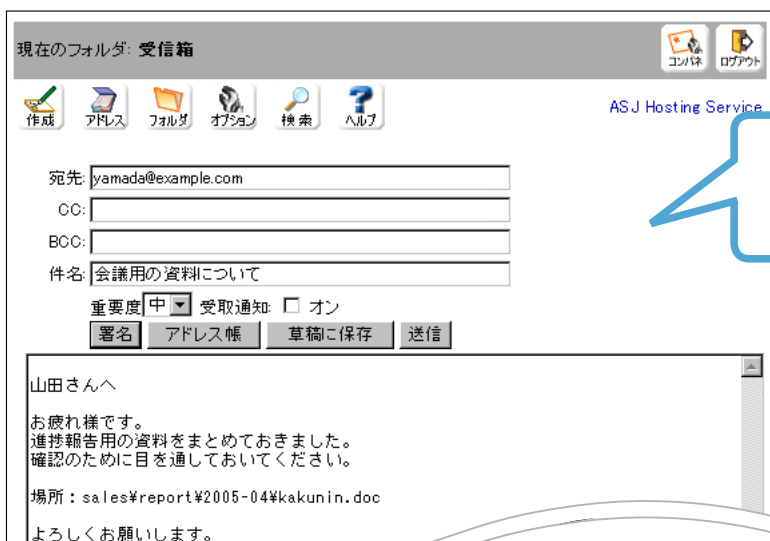 現在のフォルダ: 受信箱
コンパネ ログアウト
作成 アドレス フォルダ オプション 検索 ヘルプ
ASJ Hosting Service
宛先: yamada@example.com
CC:
BCC:
件名: 会議用の資料について
重要度 中 受取通知: オン
署名 アドレス帳 草稿に保存 送信
山田さんへ
お疲れ様です。
進捗報告用の資料をまとめておきました。
確認のために目を通しておいてください。
場所：sales¥report¥2005-04¥kakunin.doc
よろしくお願いします。